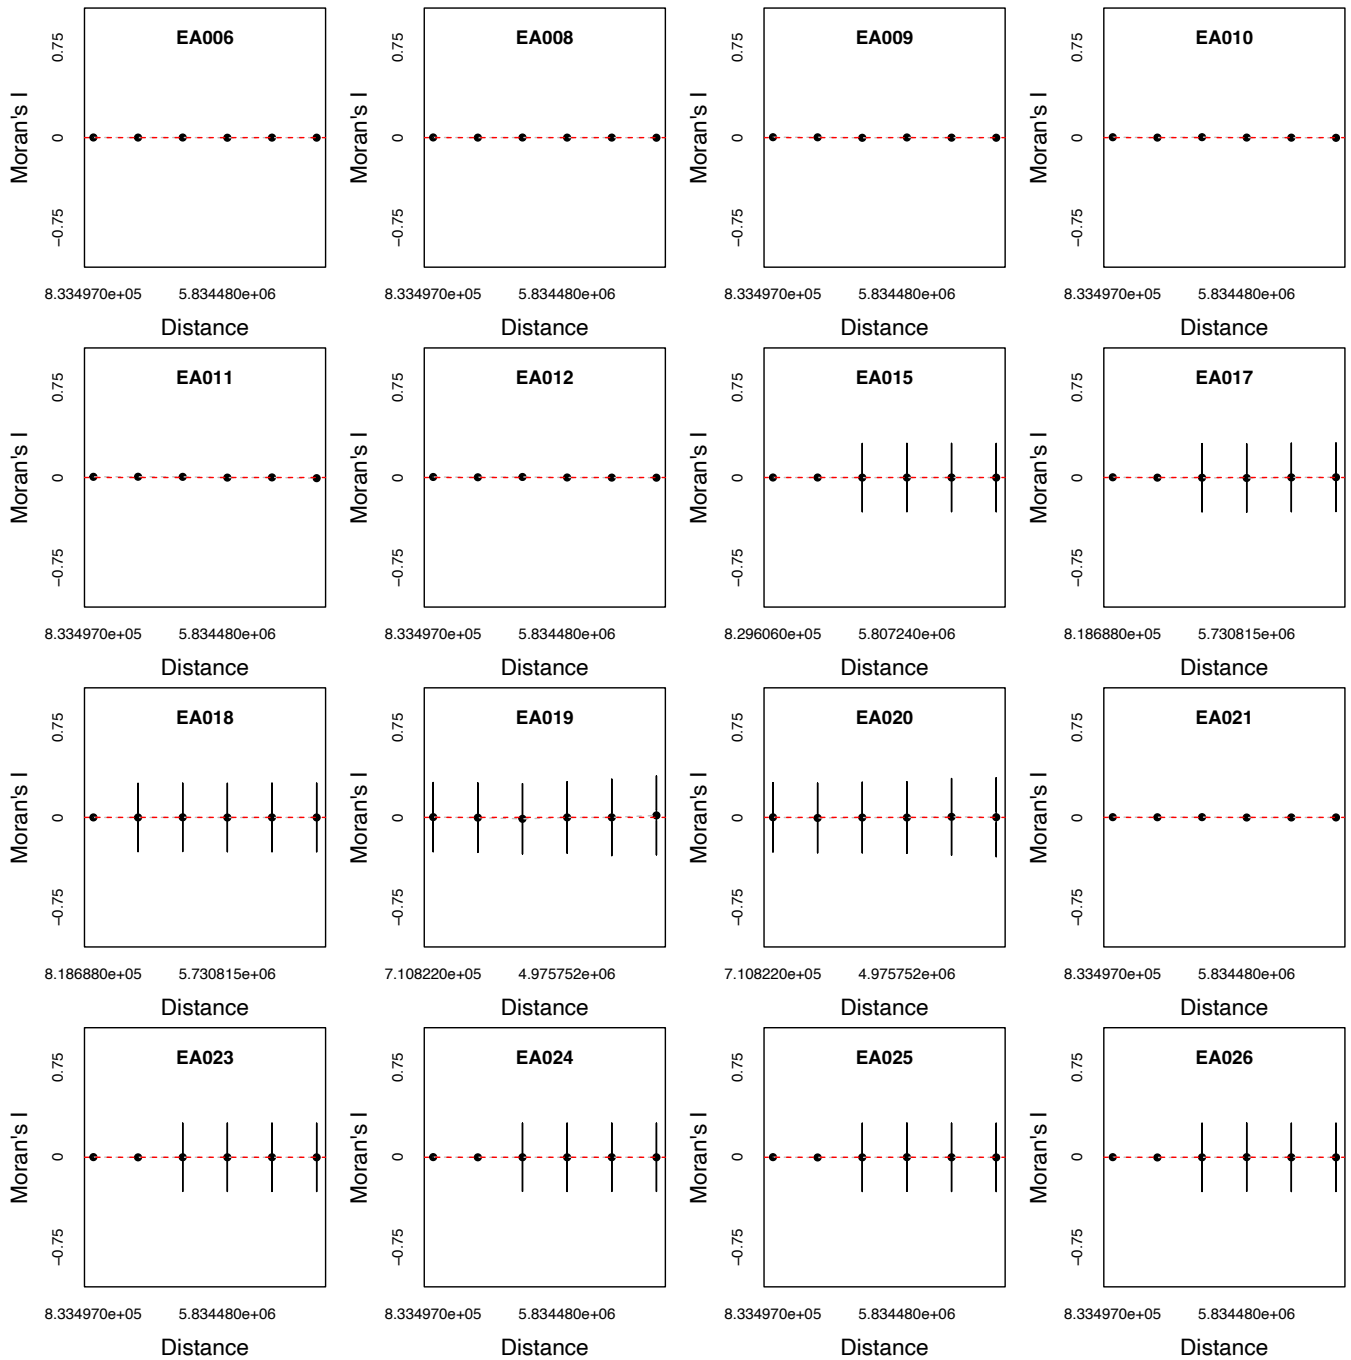 EA006
Moran's I
0.75
0
−0.75
8.334970e+05 5.834480e+06
Distance
EA008
Moran's I
0.75
0
−0.75
8.334970e+05 5.834480e+06
Distance
EA009
Moran's I
0.75
0
−0.75
8.334970e+05 5.834480e+06
Distance
EA010
Moran's I
0.75
0
−0.75
8.334970e+05 5.834480e+06
Distance
EA011
Moran's I
0.75
0
−0.75
8.334970e+05 5.834480e+06
Distance
EA012
Moran's I
0.75
0
−0.75
8.334970e+05 5.834480e+06
Distance
EA015
Moran's I
0.75
0
−0.75
8.296060e+05 5.807240e+06
Distance
EA017
Moran's I
0.75
0
−0.75
8.186880e+05 5.730815e+06
Distance
EA018
Moran's I
0.75
0
−0.75
8.186880e+05 5.730815e+06
Distance
EA019
Moran's I
0.75
0
−0.75
7.108220e+05 4.975752e+06
Distance
EA020
Moran's I
0.75
0
−0.75
7.108220e+05 4.975752e+06
Distance
EA021
Moran's I
0.75
0
−0.75
8.334970e+05 5.834480e+06
Distance
EA023
Moran's I
0.75
0
−0.75
8.334970e+05 5.834480e+06
Distance
EA024
Moran's I
0.75
0
−0.75
8.334970e+05 5.834480e+06
Distance
EA025
Moran's I
0.75
0
−0.75
8.334970e+05 5.834480e+06
Distance
EA026
Moran's I
0.75
0
−0.75
8.334970e+05 5.834480e+06
Distance